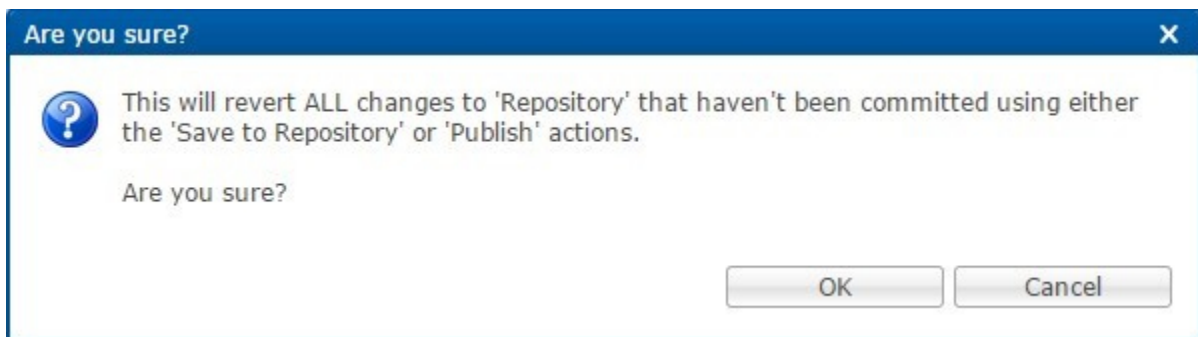 Are you sure?
This will revert ALL changes to 'Repository' that haven't been committed using either
the 'Save to Repository' or 'Publish' actions.
Are you sure?
OK
Cancel